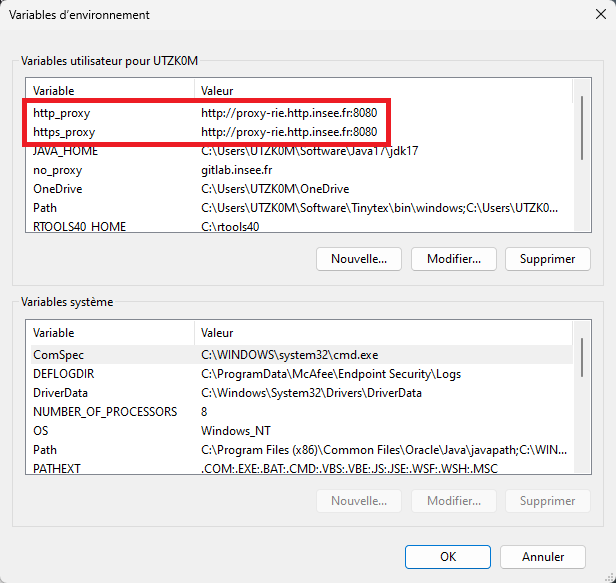 Variables d'environnement
Variables utilisateur pour UTZK0M
Variable Valeur
http_proxy http://proxy-rie.http.insee.fr:8080
https_proxy http://proxy-rie.http.insee.fr:8080
JAVA_HOME C:\Users\UTZK0M\Software\Java17\jdk17
no_proxy gitlab.insee.fr
OneDrive C:\Users\UTZK0M\OneDrive
Path C:\Users\UTZK0M\Software\Tinytex\bin\windows;C:\Users\UTZK0...
RTOOLS40_HOME C:\rtools40
Nouvelle... Modifier... Supprimer
Variables système
Variable Valeur
ComSpec C:\WINDOWS\system32\cmd.exe
DEFLOGDIR C:\ProgramData\McAfee\Endpoint Security\Logs
DriverData C:\Windows\System32\Drivers\DriverData
NUMBER_OF_PROCESSORS 8
OS Windows_NT
Path C:\Program Files (x86)\Common Files\Oracle\Java\javapath;C:\WIN...
PATHEXT .COM;.EXE;.BAT;.CMD;.VBS;.VBE;.JS;.JSE;.WSF;.WSH;.MSC
Nouvelle... Modifier... Supprimer
OK Annuler